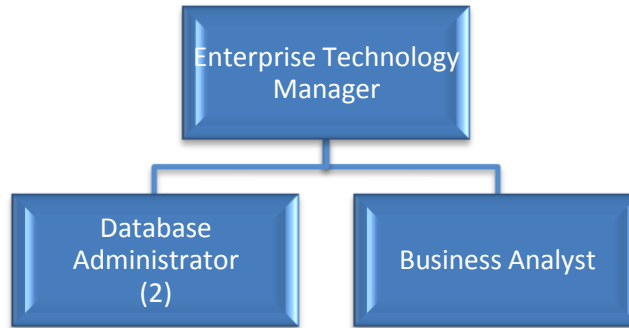 Enterprise Technology
Manager
Database
Administrator
(2)
Business Analyst